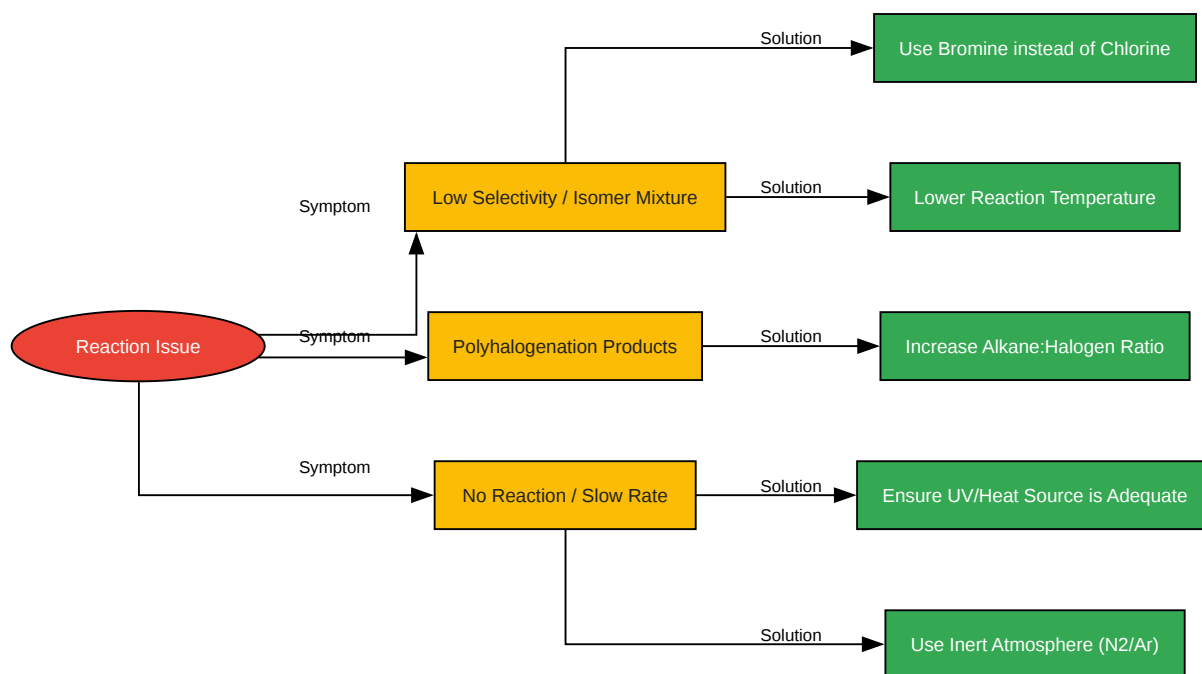 Solution
Use Bromine instead of Chlorine
Symptom
Low Selectivity / Isomer Mixture
Solution
Lower Reaction Temperature
Reaction Issue
Symptom
Polyhalogenation Products
Solution
Increase Alkane:Halogen Ratio
Symptom
No Reaction / Slow Rate
Solution
Ensure UV/Heat Source is Adequate
Solution
Use Inert Atmosphere (N2/Ar)